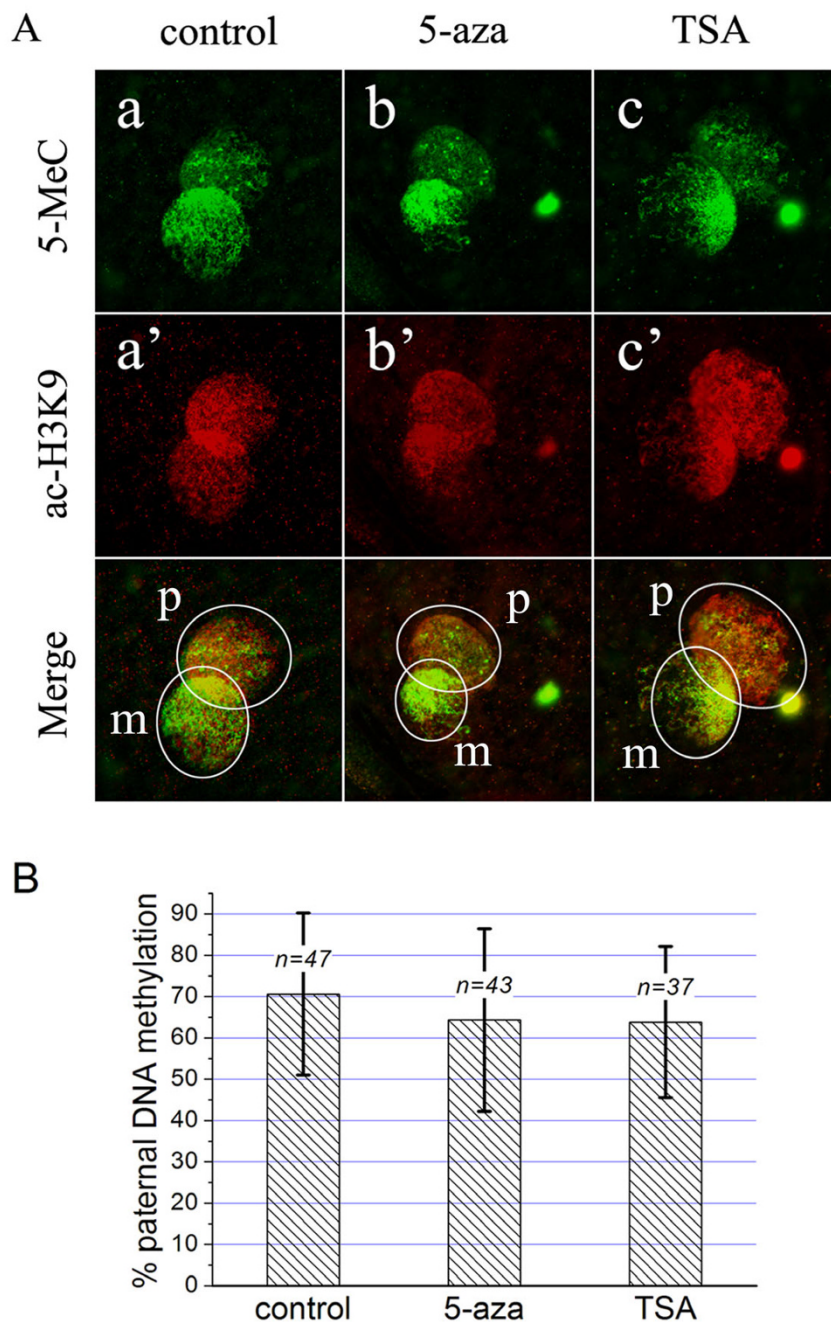 A
control 5-aza TSA
5-MeC
a b c
ac-H3K9
a’ b’ c’
Merge
p p p
m m m
B
% paternal DNA methylation
90
80
70
60
50
40
30
20
10
0
n=47 n=43 n=37
control 5-aza TSA